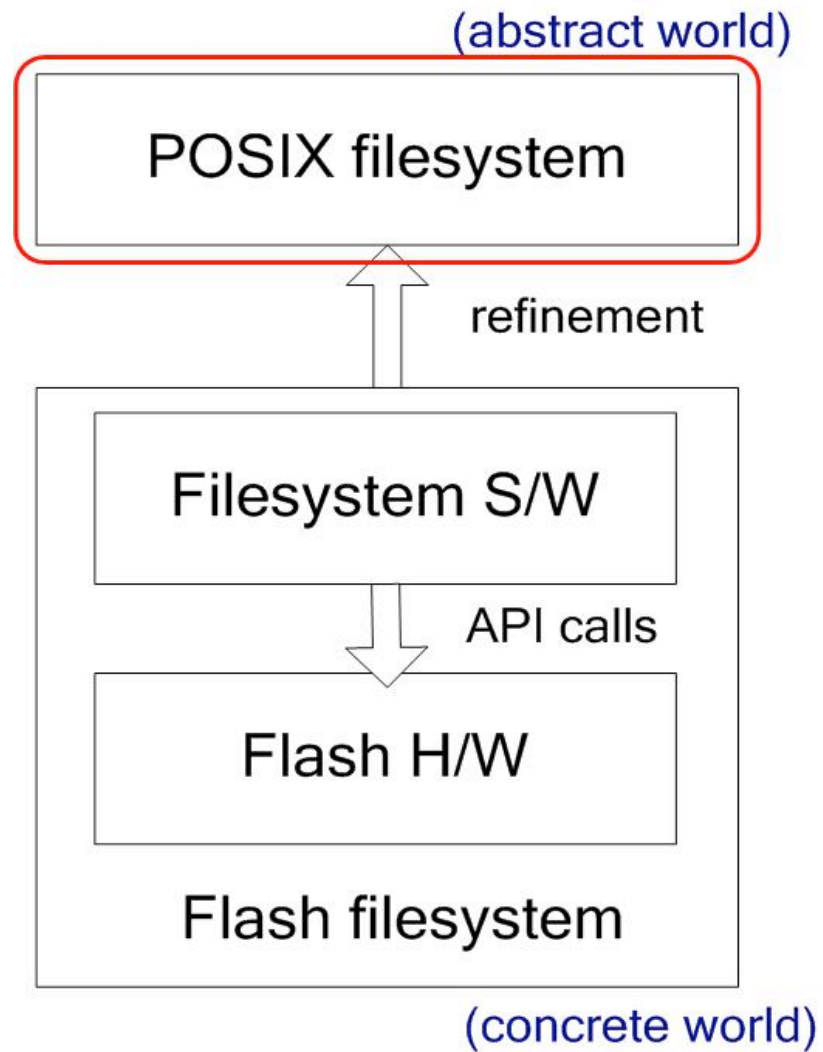 (abstract world)
POSIX filesystem
refinement
Filesystem S/W
API calls
Flash H/W
Flash filesystem
(concrete world)